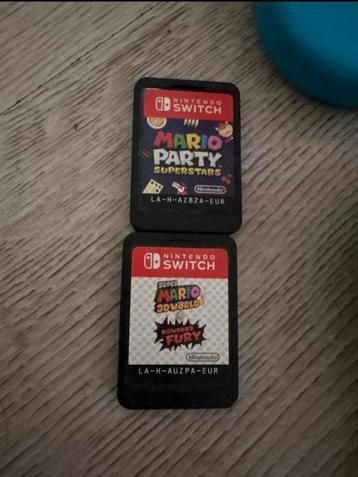 NINTENDO
SWITCH
MARIO
PARTY
SUPERSTARS
Nintendo
LA-H-AZ82A-EUR
NINTENDO
SWITCH
SUPER
MARIO
3D WORLD
BOWSER'S
FURY
Nintendo
LA-H-AUZPA-EUR